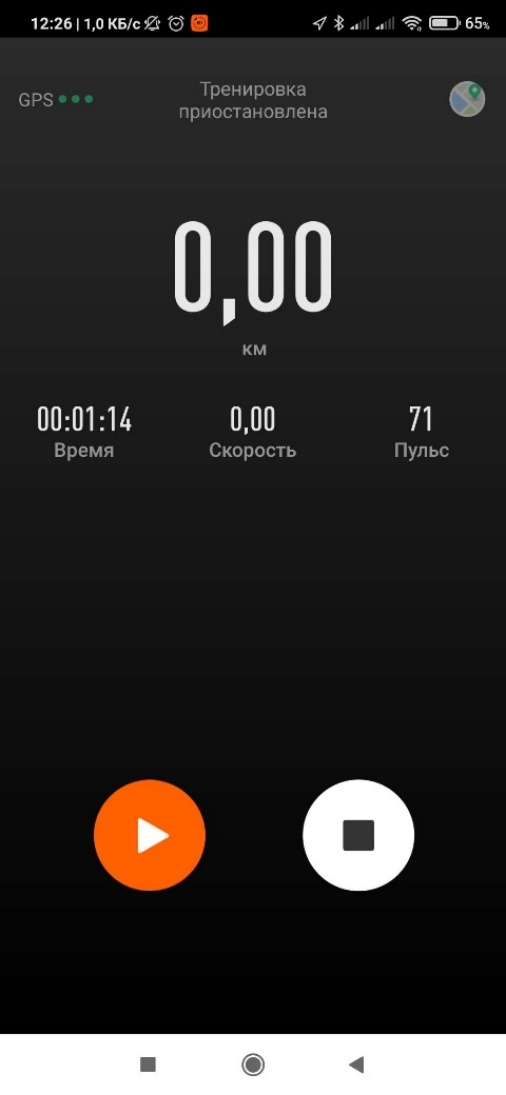 12:26 | 1,0 КБ/с
65%
GPS
Тренировка
приостановлена
0,00
км
00:01:14
0,00
71
Время
Скорость
Пульс